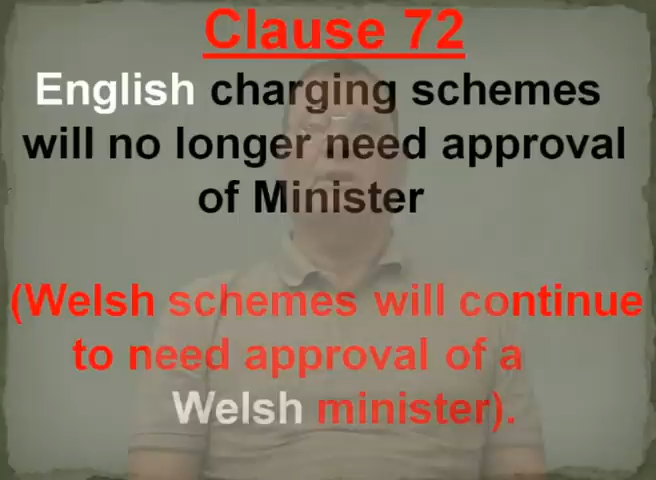 Clause 72
English charging schemes
will no longer need approval
of Minister
(Welsh schemes will continue
to need approval of a
Welsh minister).